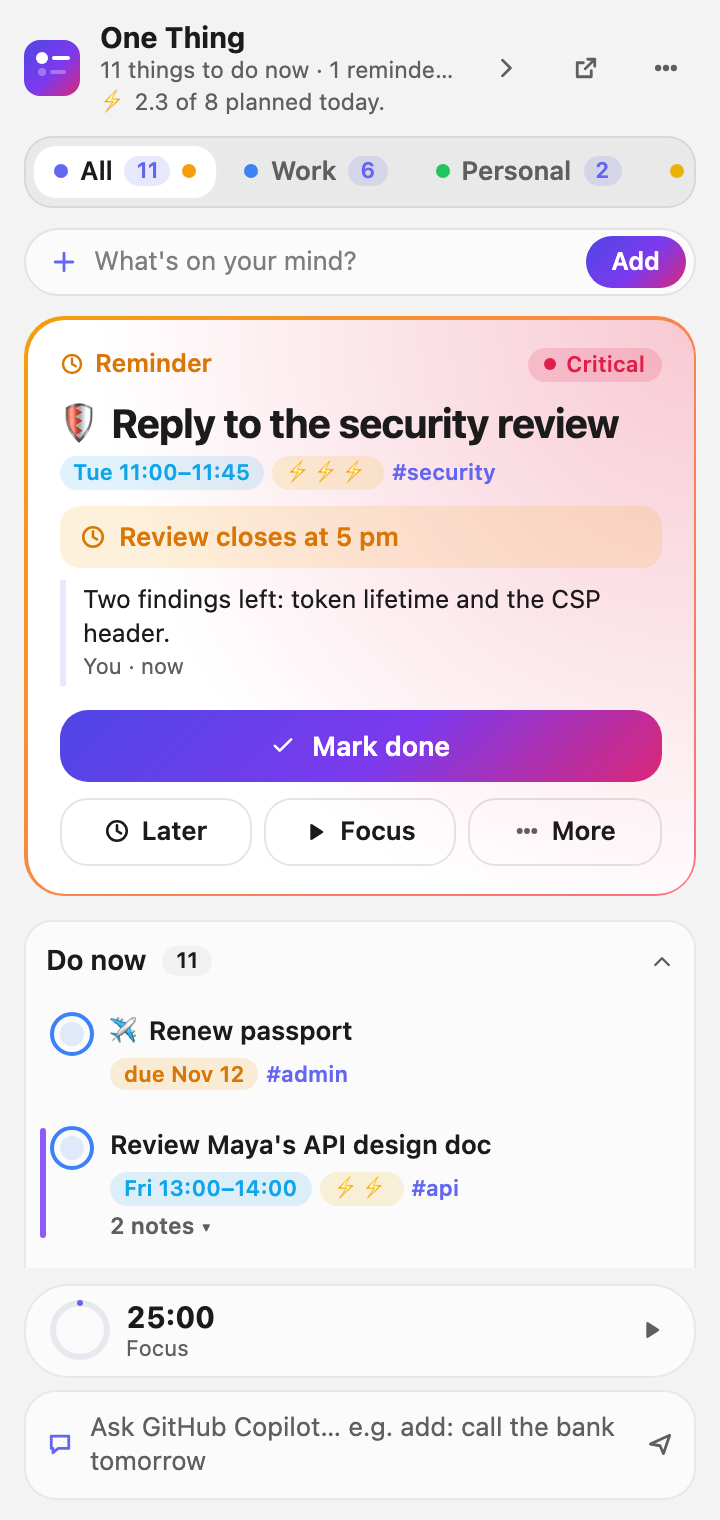 One Thing
11 things to do now · 1 reminde...
⚡ 2.3 of 8 planned today.
All 11 Work 6 Personal 2
What's on your mind? Add
Reminder Critical
Reply to the security review
Tue 11:00–11:45 ⚡⚡⚡ #security
Review closes at 5 pm
Two findings left: token lifetime and the CSP
header.
You · now
Mark done
Later Focus More
Do now 11
Renew passport
due Nov 12 #admin
Review Maya's API design doc
Fri 13:00–14:00 ⚡⚡ #api
2 notes ▾
25:00
Focus
Ask GitHub Copilot... e.g. add: call the bank
tomorrow